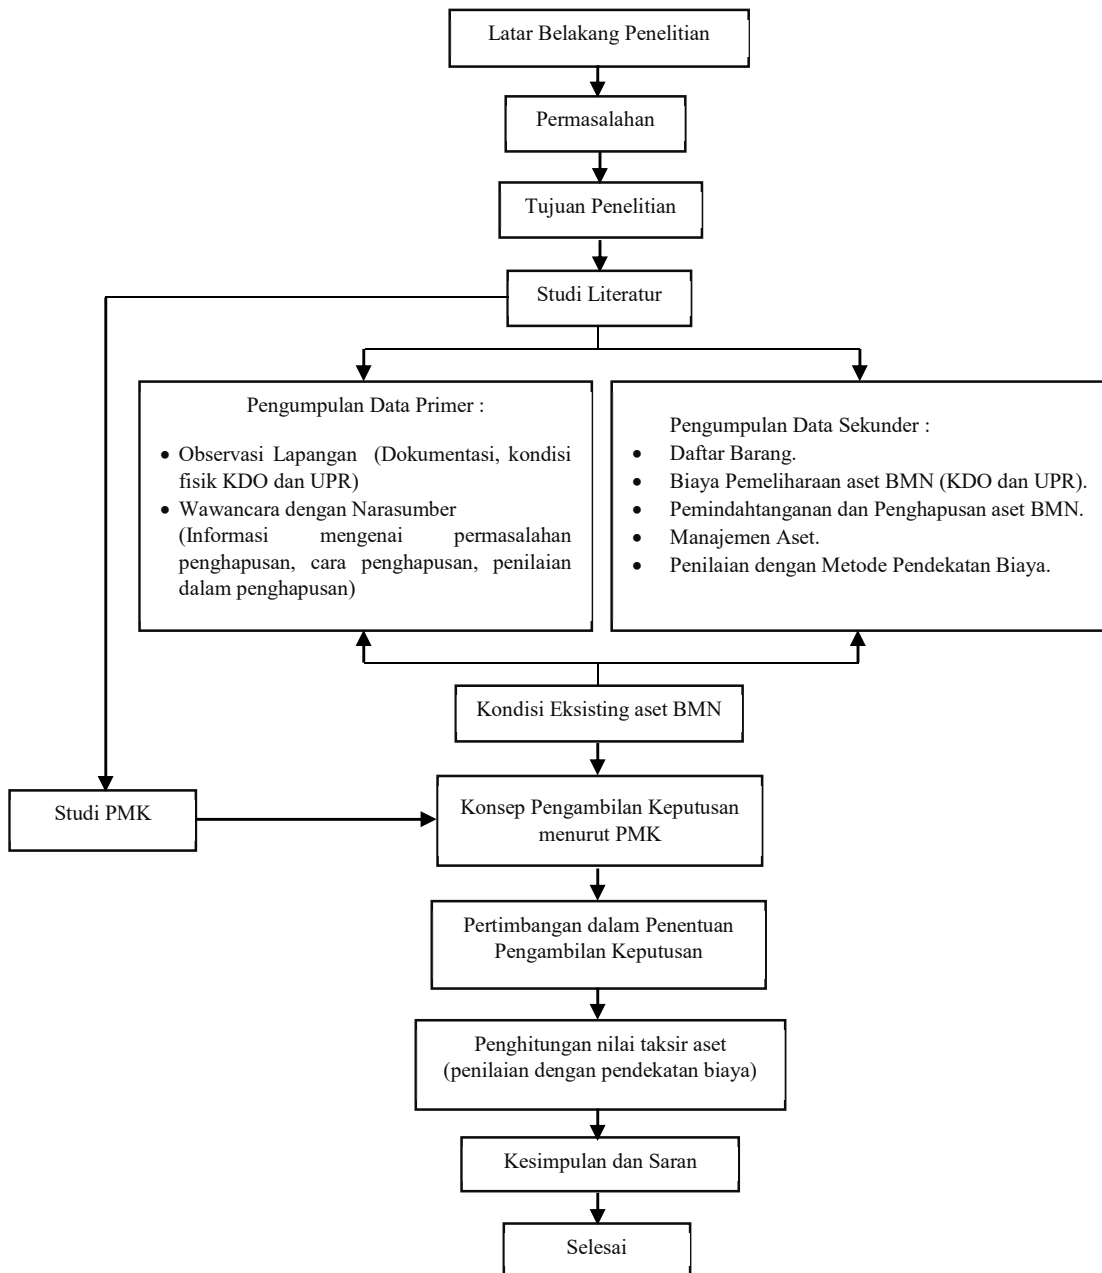 Latar Belakang Penelitian
Permasalahan
Tujuan Penelitian
Studi Literatur
Pengumpulan Data Primer :
• Observasi Lapangan (Dokumentasi, kondisi
fisik KDO dan UPR)
• Wawancara dengan Narasumber
(Informasi mengenai permasalahan
penghapusan, cara penghapusan, penilaian
dalam penghapusan)
Pengumpulan Data Sekunder :
• Daftar Barang.
• Biaya Pemeliharaan aset BMN (KDO dan UPR).
• Pemindahtanganan dan Penghapusan aset BMN.
• Manajemen Aset.
• Penilaian dengan Metode Pendekatan Biaya.
Kondisi Eksisting aset BMN
Studi PMK
Konsep Pengambilan Keputusan
menurut PMK
Pertimbangan dalam Penentuan
Pengambilan Keputusan
Penghitungan nilai taksir aset
(penilaian dengan pendekatan biaya)
Kesimpulan dan Saran
Selesai